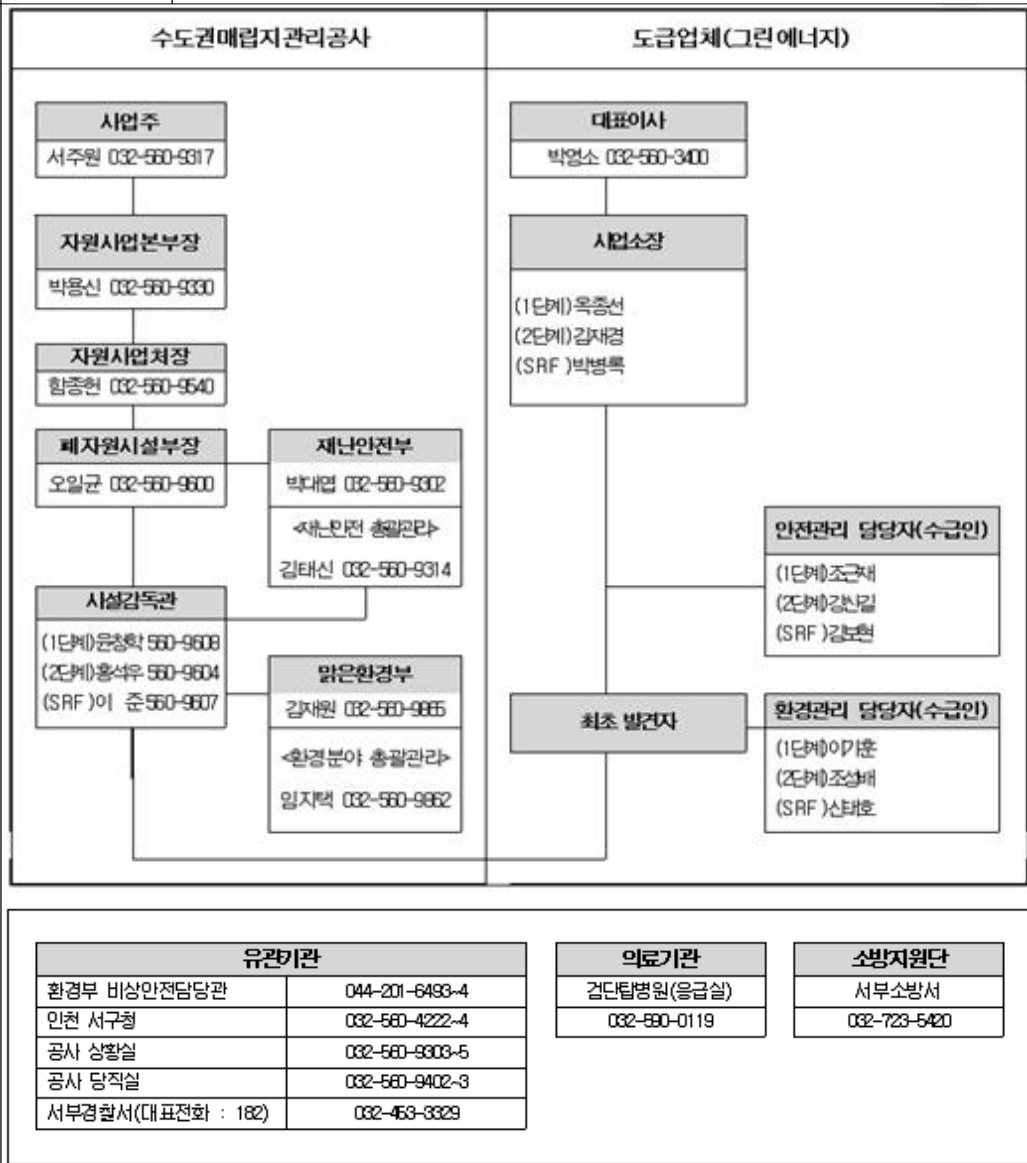 수도권매립지관리공사
도급업체(그린에너지)
사업주
서주원 032-560-9317
자원사업본부장
박용신 032-560-9330
자원사업처장
함종헌 032-560-9540
폐자원시설부장
오일균 032-560-9600
재난안전부
박대엽 032-560-9302
<재난안전 총괄관리>
김태신 032-560-9314
시설감독관
(1단계)윤창학 560-9608
(2단계)홍석우 560-9604
(SRF )이 준 560-9607
맑은환경부
김재원 032-560-9865
<환경분야 총괄관리>
임지택 032-560-9862
대표이사
박영소 032-560-3400
사업소장
(1단계)옥종선
(2단계)김재경
(SRF )박병록
안전관리 담당자(수급인)
(1단계)조근재
(2단계)강신길
(SRF )김보현
최초 발견자
환경관리 담당자(수급인)
(1단계)이기훈
(2단계)조성배
(SRF )신태호
유관기관
환경부 비상안전담당관 044-201-6493~4
인천 서구청 032-560-4222~4
공사 상황실 032-560-9303~5
공사 당직실 032-560-9402~3
서부경찰서(대표전화 : 182) 032-453-3329
의료기관
검단탑병원(응급실)
032-590-0119
소방지원단
서부소방서
032-723-5420